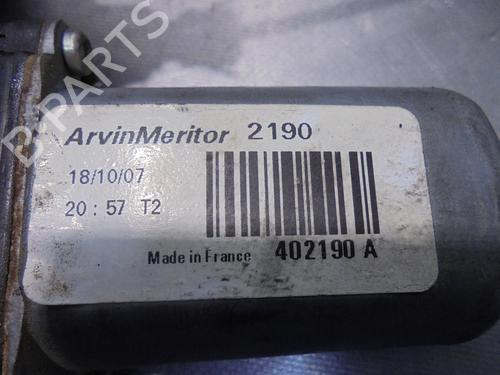 ArvinMeritor 2190
18/10/07
20 : 57 T2
Made in France 402190 A
B-PARTS